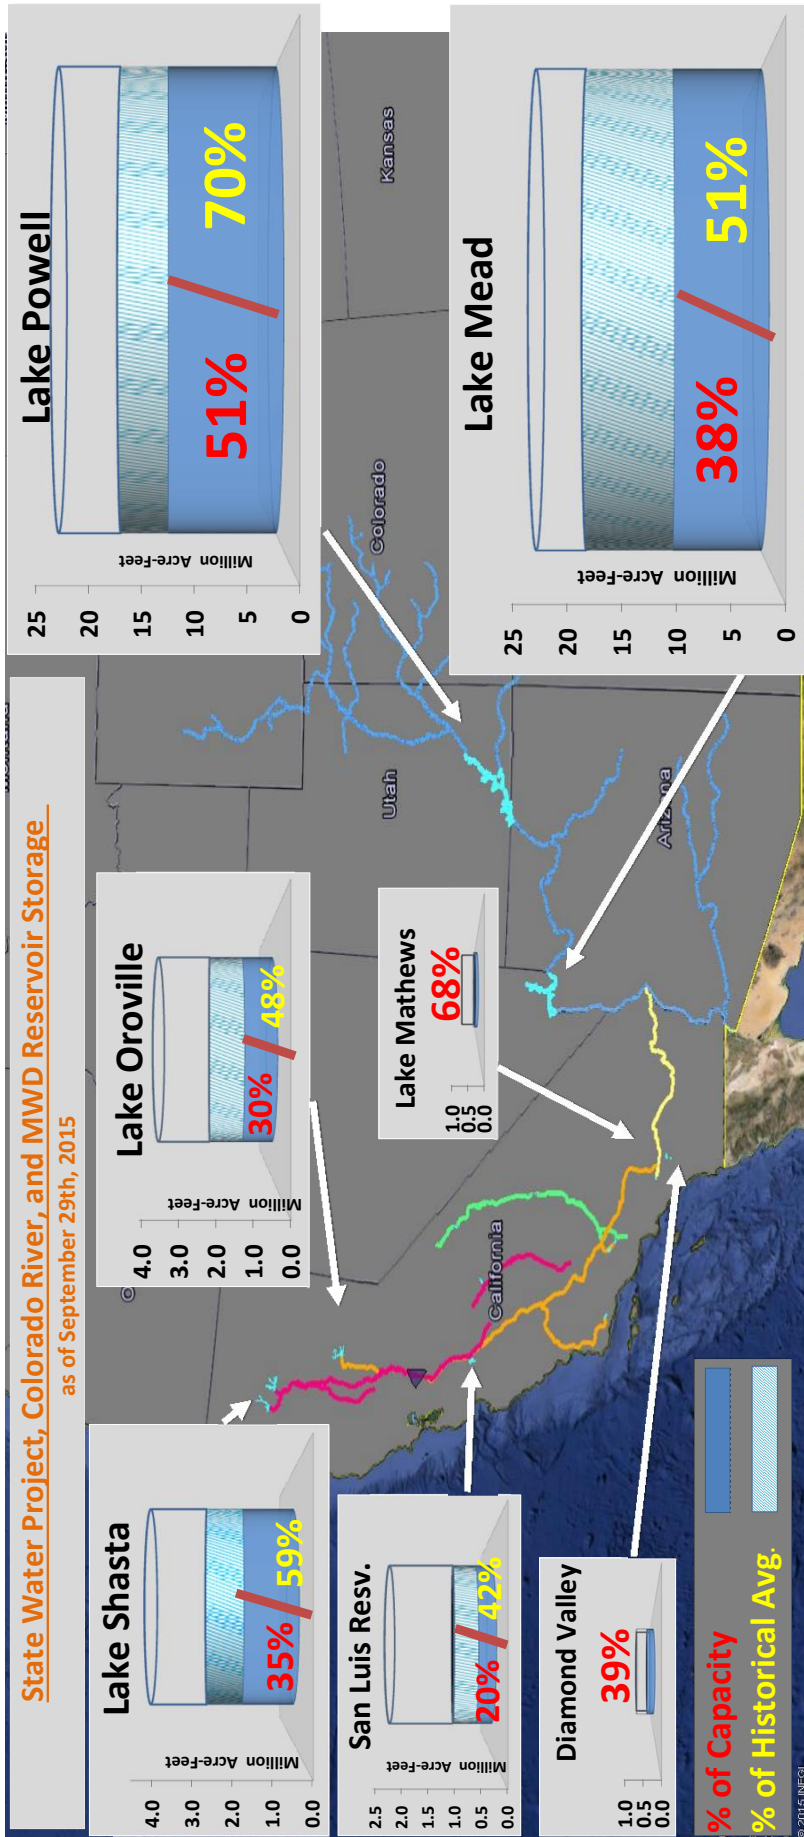 State Water Project, Colorado River, and MWD Reservoir Storage
as of September 29th, 2015
Lake Shasta
4.0
3.0
2.0
1.0
0.0
Million Acre-Feet
35%
59%
Lake Oroville
4.0
3.0
2.0
1.0
0.0
Million Acre-Feet
30%
48%
Lake Powell
25
20
15
10
5
0
Million Acre-Feet
51%
70%
San Luis Resv.
2.5
2.0
1.5
1.0
0.5
0.0
Million Acre-Feet
20%
42%
Lake Mathews
1.0
0.5
0.0
68%
Lake Mead
25
20
15
10
5
0
Million Acre-Feet
38%
51%
Diamond Valley
1.0
0.5
0.0
39%
Utah
Colorado
Kansas
California
Arizona
% of Capacity
% of Historical Avg.
© 2015 INEGI